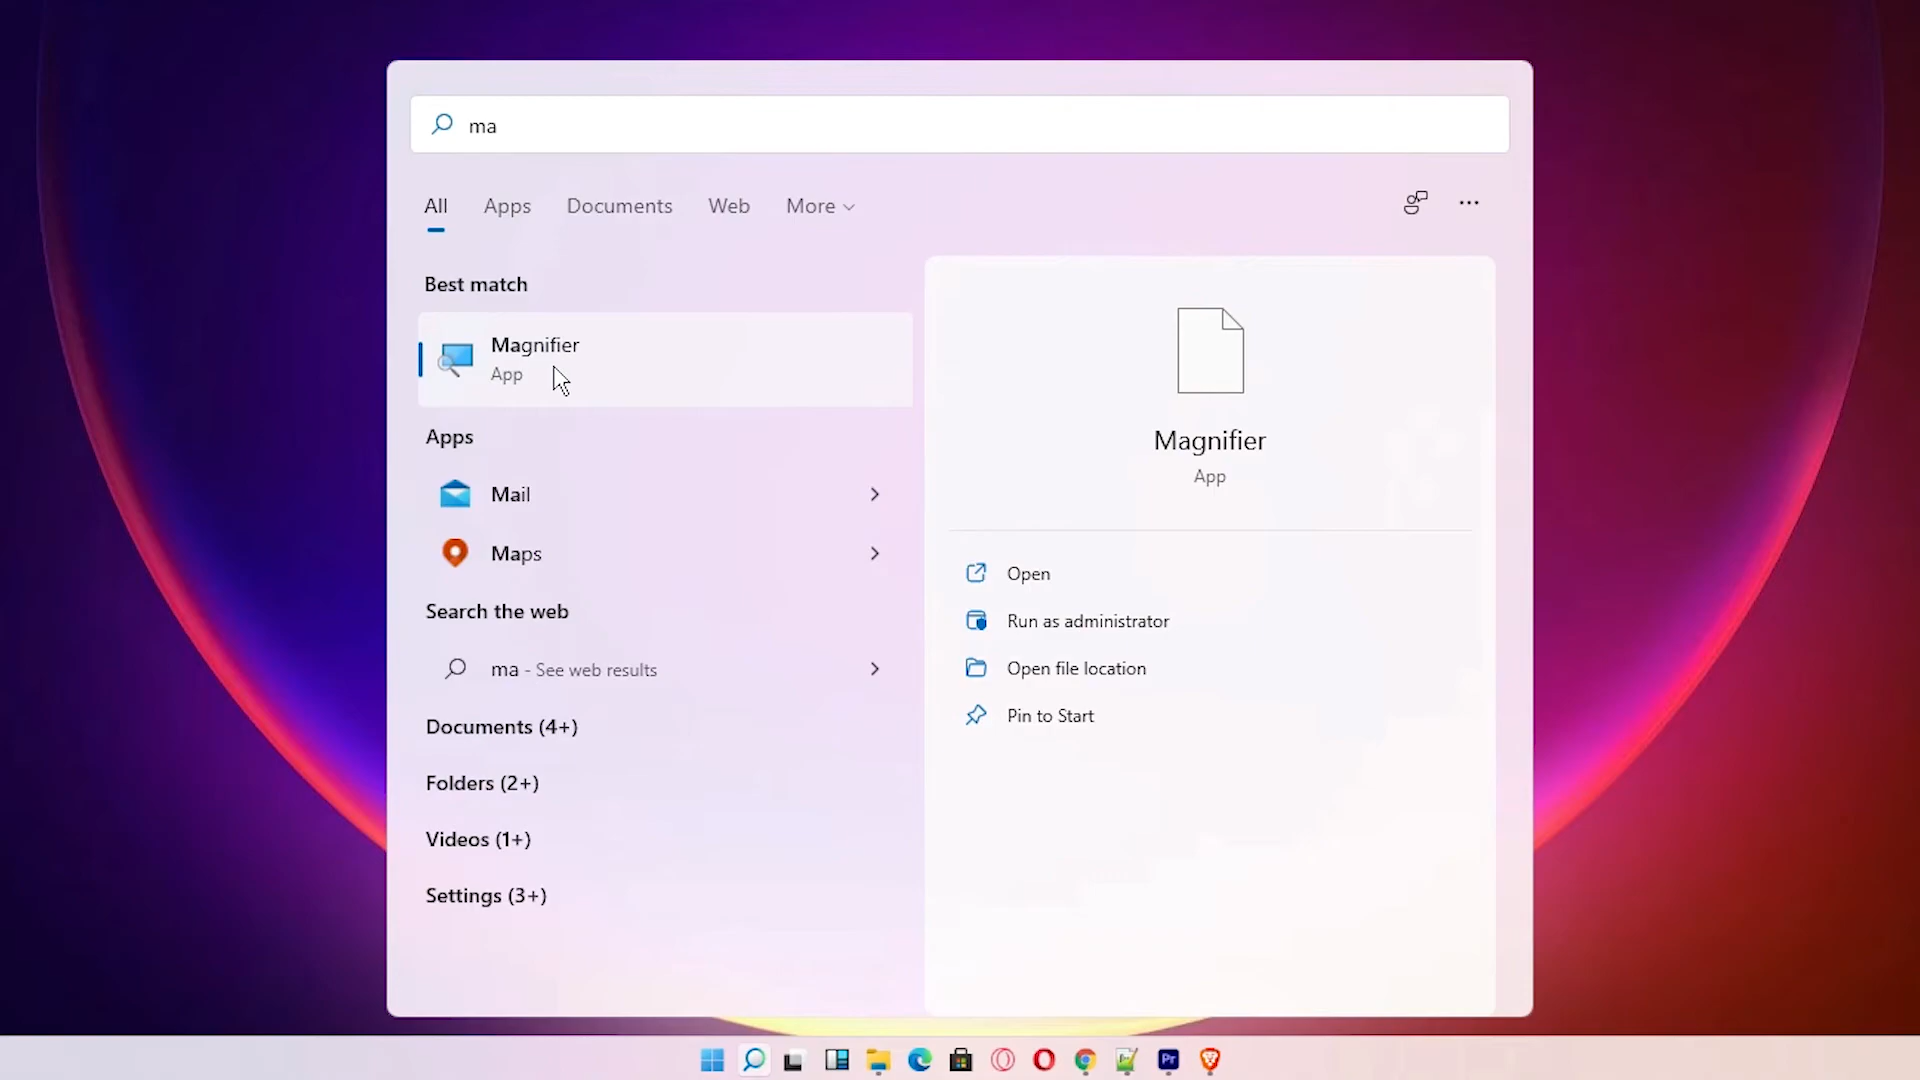 ma
All Apps Documents Web More
Best match
Magnifier
App
Apps
Mail
Maps
Search the web
ma - See web results
Documents (4+)
Folders (2+)
Videos (1+)
Settings (3+)
Magnifier
App
Open
Run as administrator
Open file location
Pin to Start
Pr